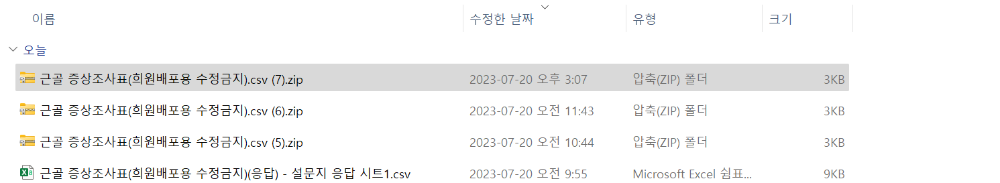 이름 수정한 날짜 유형 크기
오늘
근골 증상조사표(희원배포용 수정금지).csv (7).zip 2023-07-20 오후 3:07 압축(ZIP) 폴더 3KB
근골 증상조사표(희원배포용 수정금지).csv (6).zip 2023-07-20 오전 11:43 압축(ZIP) 폴더 3KB
근골 증상조사표(희원배포용 수정금지).csv (5).zip 2023-07-20 오전 10:44 압축(ZIP) 폴더 3KB
근골 증상조사표(희원배포용 수정금지)(응답) - 설문지 응답 시트1.csv 2023-07-20 오전 9:55 Microsoft Excel 쉼표... 9KB